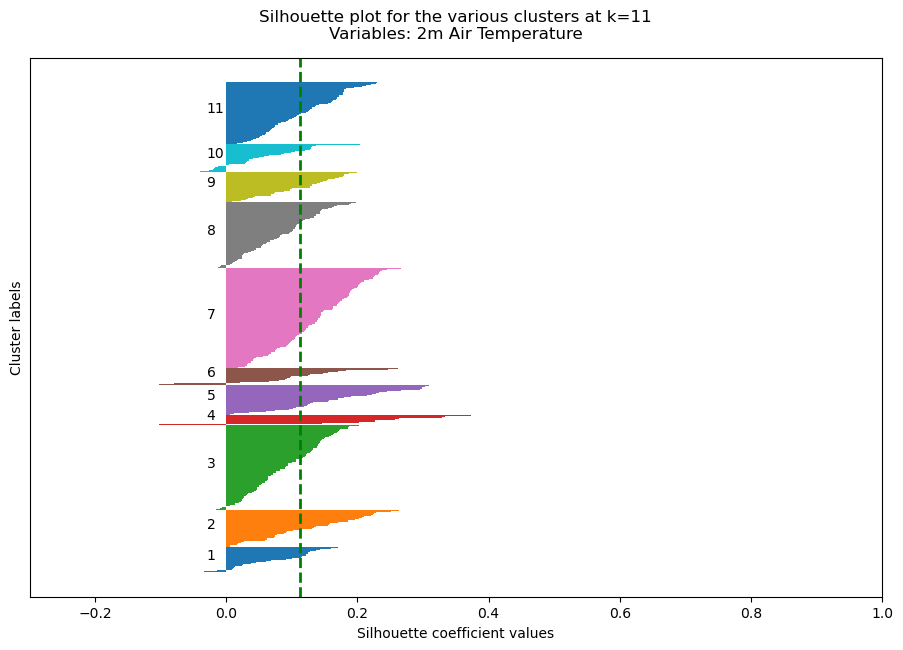 Silhouette plot for the various clusters at k=11
Variables: 2m Air Temperature
Cluster labels
11
10
9
8
7
6
5
4
3
2
1
−0.2 0.0 0.2 0.4 0.6 0.8 1.0
Silhouette coefficient values